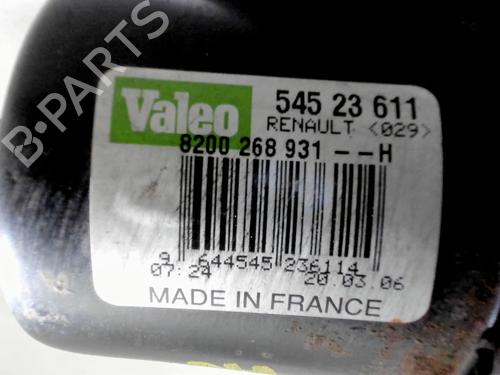 B-PARTS
Valeo
545 23 611
RENAULT <029>
8200 268 931 --H
9 644545 236114
07:24 20.03.06
MADE IN FRANCE